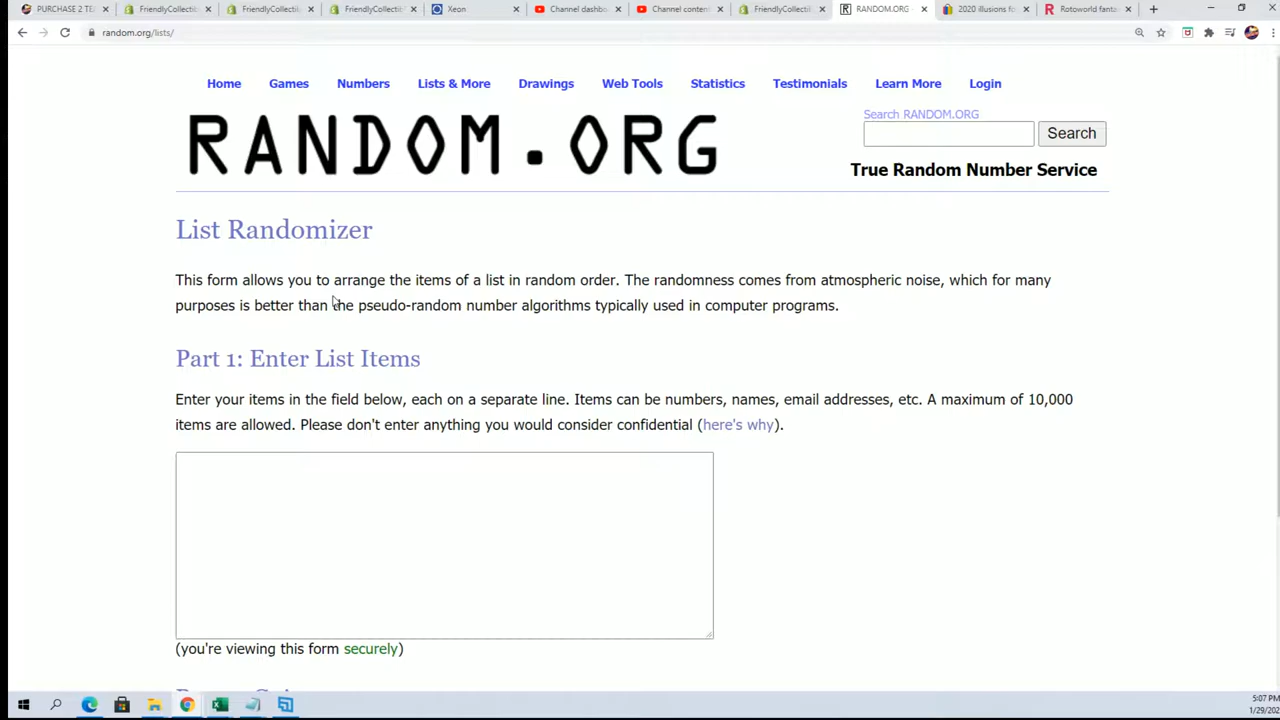 PURCHASE 2 TE
FriendlyCollectib
FriendlyCollectil
FriendlyCollectil
Xeon
Channel dashbo
Channel content
FriendlyCollectil
RANDOM.ORG -
2020 illusions fo
Rotoworld fanta
random.org/lists/
Home Games Numbers Lists & More Drawings Web Tools Statistics Testimonials Learn More Login
RANDOM.ORG
Search RANDOM.ORG
Search
True Random Number Service
List Randomizer
This form allows you to arrange the items of a list in random order. The randomness comes from atmospheric noise, which for many
purposes is better than the pseudo-random number algorithms typically used in computer programs.
Part 1: Enter List Items
Enter your items in the field below, each on a separate line. Items can be numbers, names, email addresses, etc. A maximum of 10,000
items are allowed. Please don't enter anything you would consider confidential (here's why).
(you're viewing this form securely)
5:07 PM
1/29/202